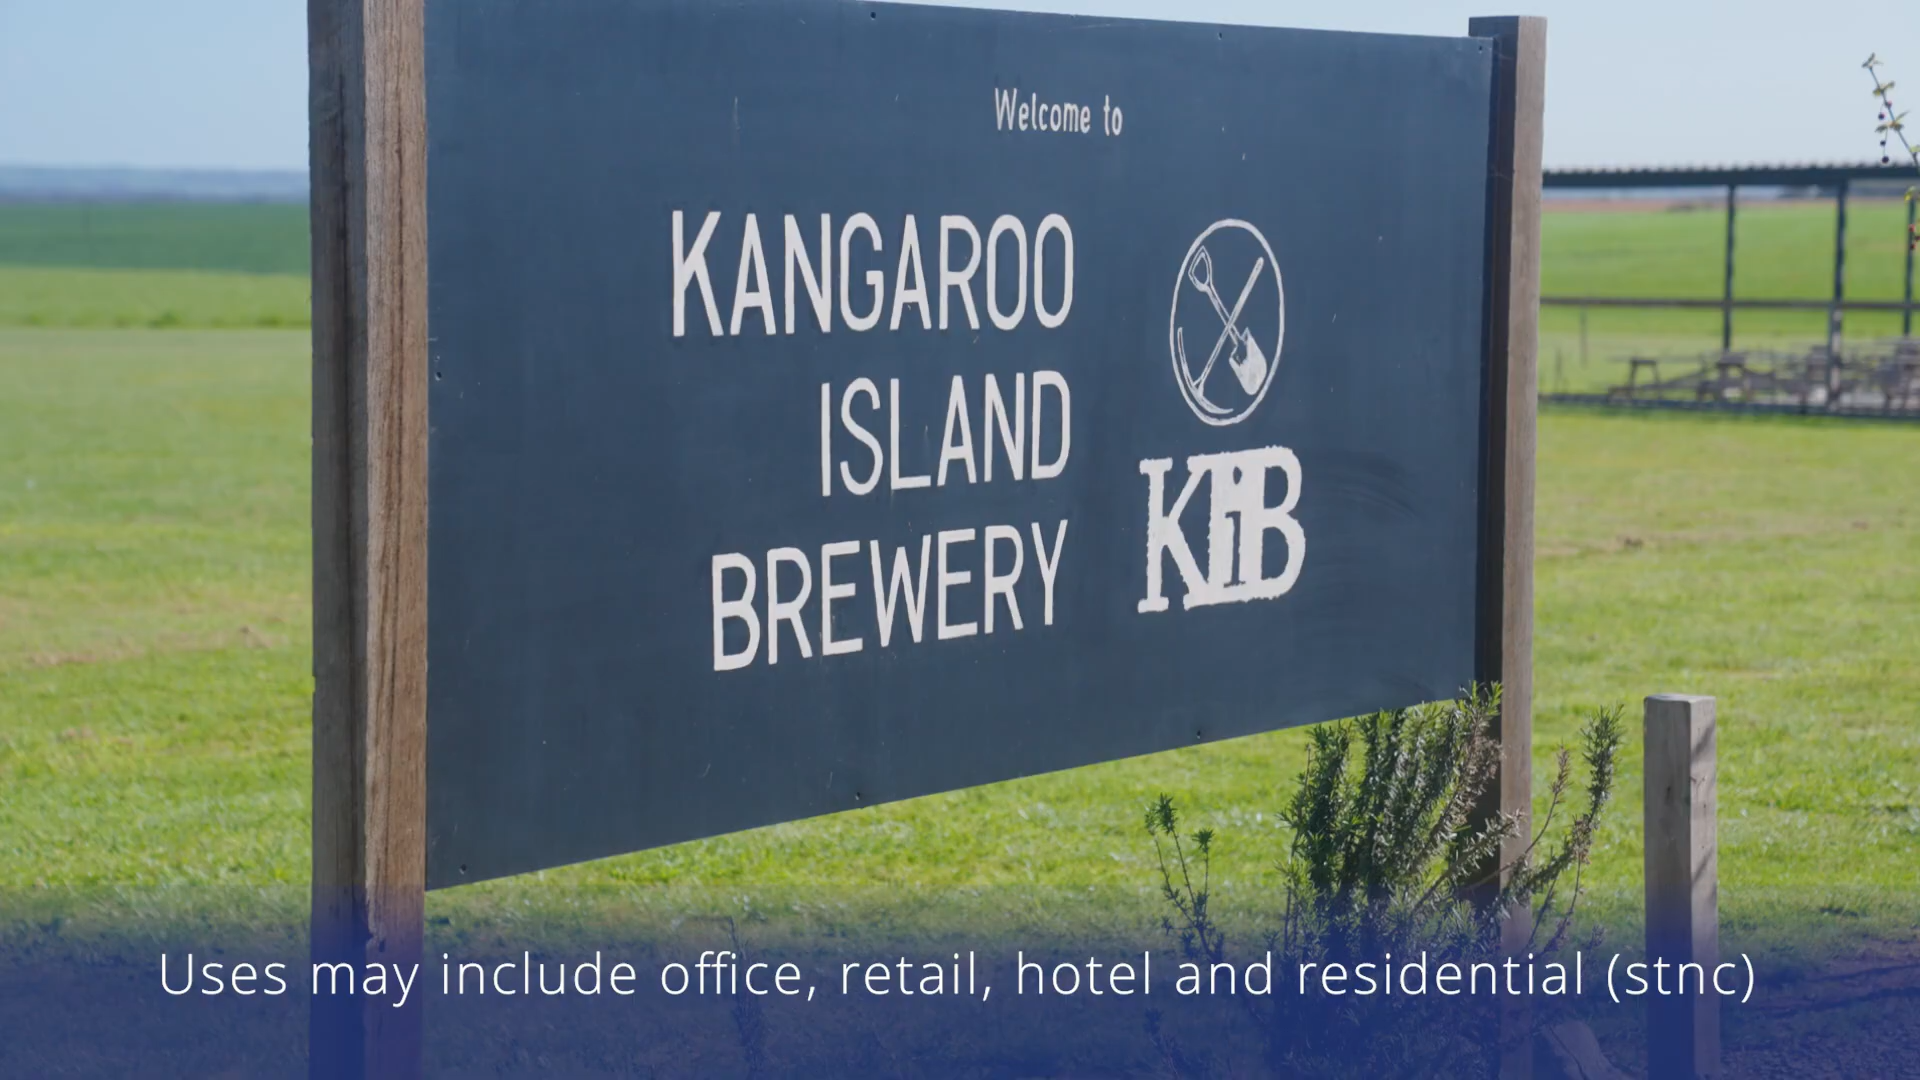 Welcome to
KANGAROO
ISLAND
BREWERY
KiB
Uses may include office, retail, hotel and residential (stnc)